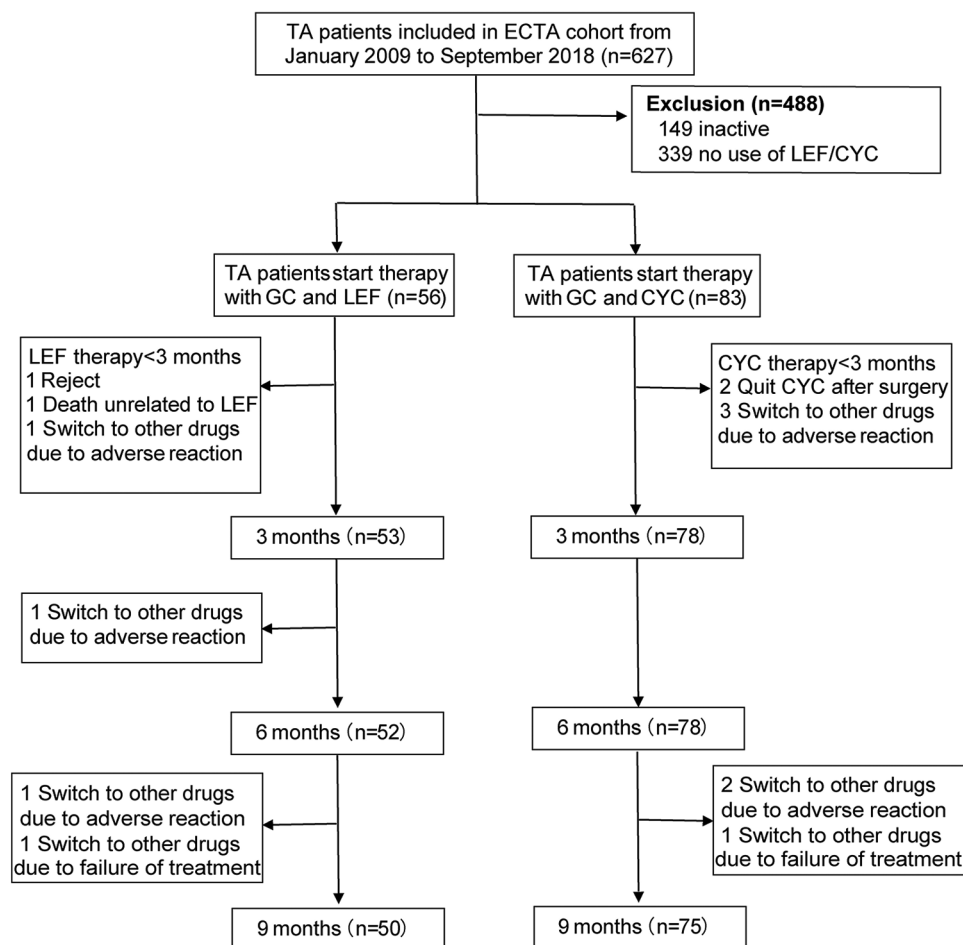 TA patients included in ECTA cohort from
January 2009 to September 2018 (n=627)
Exclusion (n=488)
149 inactive
339 no use of LEF/CYC
TA patients start therapy
with GC and LEF (n=56)
TA patients start therapy
with GC and CYC (n=83)
LEF therapy<3 months
1 Reject
1 Death unrelated to LEF
1 Switch to other drugs
due to adverse reaction
CYC therapy<3 months
2 Quit CYC after surgery
3 Switch to other drugs
due to adverse reaction
3 months (n=53)
3 months (n=78)
1 Switch to other drugs
due to adverse reaction
6 months (n=52)
6 months (n=78)
1 Switch to other drugs
due to adverse reaction
1 Switch to other drugs
due to failure of treatment
2 Switch to other drugs
due to adverse reaction
1 Switch to other drugs
due to failure of treatment
9 months (n=50)
9 months (n=75)